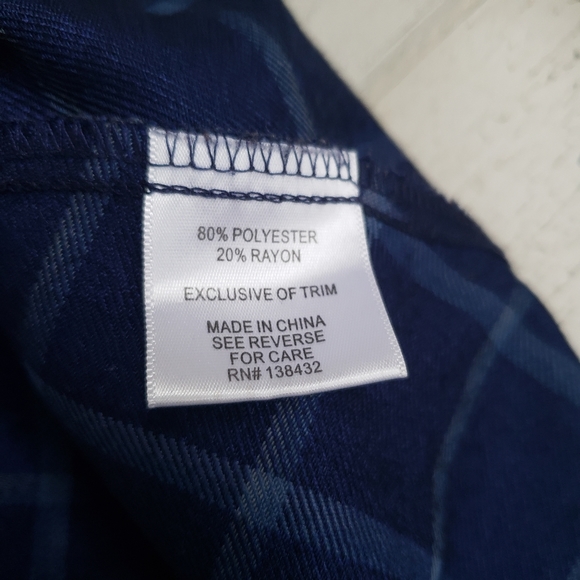 80% POLYESTER
20% RAYON
EXCLUSIVE OF TRIM
MADE IN CHINA
SEE REVERSE
FOR CARE
RN# 138432